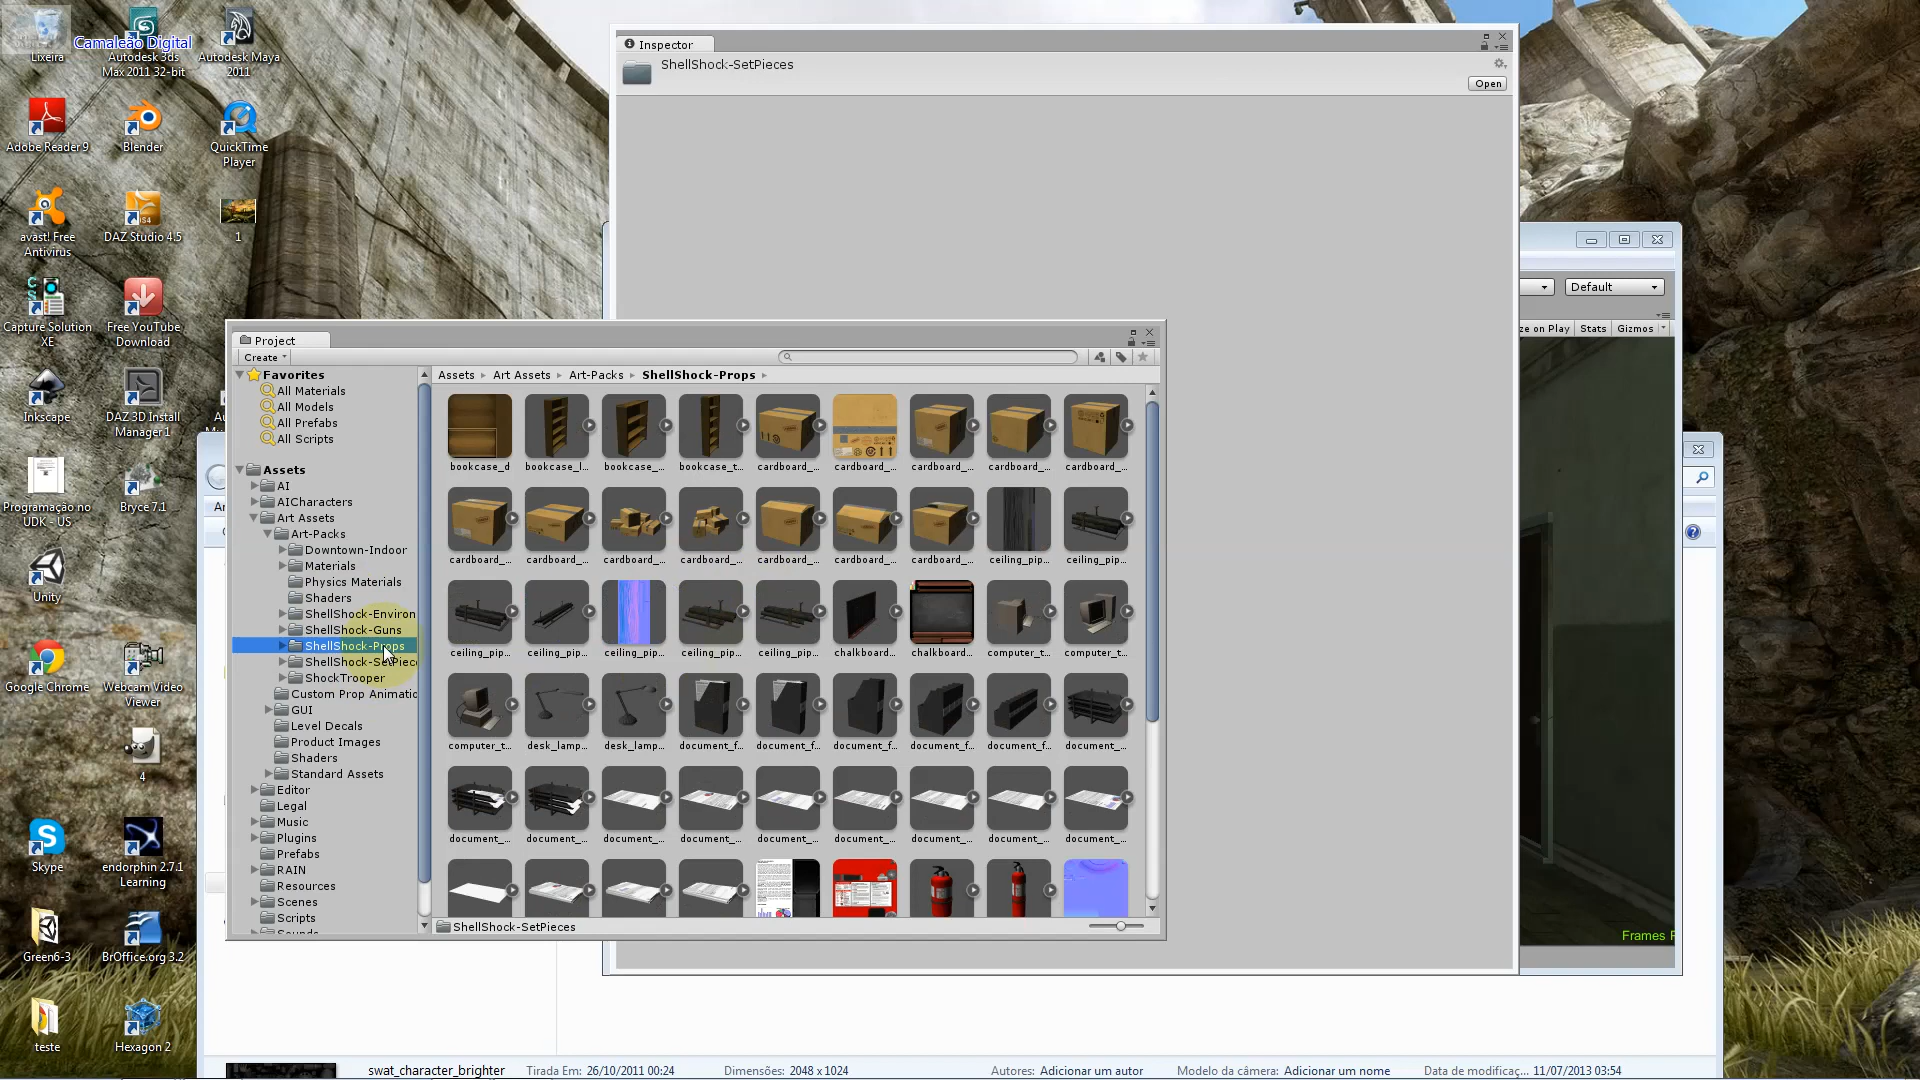 Lixeira
Camaleão Digital
Autodesk 3ds
Max 2011 32-bit
Autodesk Maya
2011
Adobe Reader 9
Blender
QuickTime
Player
avast! Free
Antivirus
DAZ Studio 4.5
1
Capture Solution
XE
Free YouTube
Download
Inkscape
DAZ 3D Install
Manager1
Programação no
UDK - US
Bryce 7.1
Unity
Google Chrome
Webcam Video
Viewer
4
Skype
endorphin 2.7.1
Learning
Green6-3
BrOffice.org 3.2
teste
Hexagon 2
Inspector
ShellShock-SetPieces
Open
Default
ze on Play
Stats
Gizmos
Project
Create
Favorites
All Materials
All Models
All Prefabs
All Scripts
Assets
AI
AICharacters
Art Assets
Art-Packs
Downtown-Indoor
Materials
Physics Materials
Shaders
ShellShock-Environ
ShellShock-Guns
ShellShock-Props
ShellShock-SetPiec
ShockTrooper
Custom Prop Animatio
GUI
Level Decals
Product Images
Shaders
Standard Assets
Editor
Legal
Music
Plugins
Prefabs
RAIN
Resources
Scenes
Scripts
Assets Art Assets Art-Packs ShellShock-Props
bookcase_d bookcase_l... bookcase_... bookcase_t... cardboard_... cardboard_... cardboard_... cardboard_... cardboard_...
cardboard_... cardboard_... cardboard_... cardboard_... cardboard_... cardboard_... cardboard_... ceiling_pip... ceiling_pip...
ceiling_pip... ceiling_pip... ceiling_pip... ceiling_pip... ceiling_pip... chalkboard... chalkboard... computer_t... computer_t...
computer_t... desk_lamp... desk_lamp... document_f... document_f... document_f... document_f... document_f... document_...
document_... document_... document_... document_... document_... document_... document_... document_... document_...
ShellShock-SetPieces
Frames
swat_character_brighter
Tirada Em: 26/10/2011 00:24
Dimensões: 2048 x 1024
Autores: Adicionar um autor
Modelo da câmera: Adicionar um nome
Data de modificaç... 11/07/2013 03:54